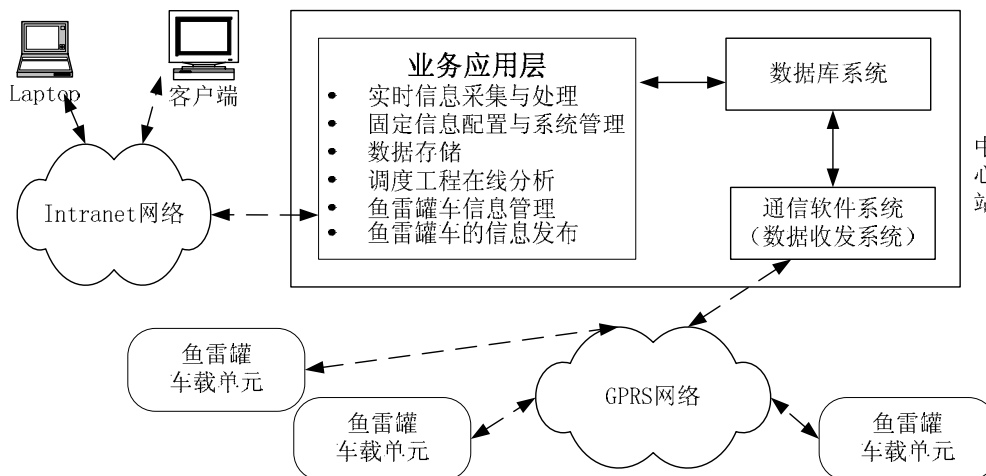 Laptop
客户端
Intranet网络
业务应用层
• 实时信息采集与处理
• 固定信息配置与系统管理
• 数据存储
• 调度工程在线分析
• 鱼雷罐车信息管理
• 鱼雷罐车的信息发布
数据库系统
通信软件系统
（数据收发系统）
中
心
站
鱼雷罐
车载单元
鱼雷罐
车载单元
GPRS网络
鱼雷罐
车载单元